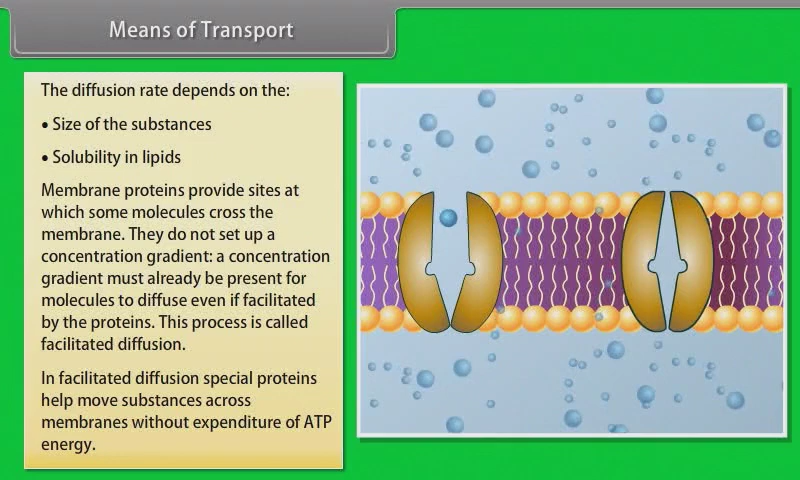 Means of Transport
The diffusion rate depends on the:
• Size of the substances
• Solubility in lipids
Membrane proteins provide sites at
which some molecules cross the
membrane. They do not set up a
concentration gradient: a concentration
gradient must already be present for
molecules to diffuse even if facilitated
by the proteins. This process is called
facilitated diffusion.
In facilitated diffusion special proteins
help move substances across
membranes without expenditure of ATP
energy.